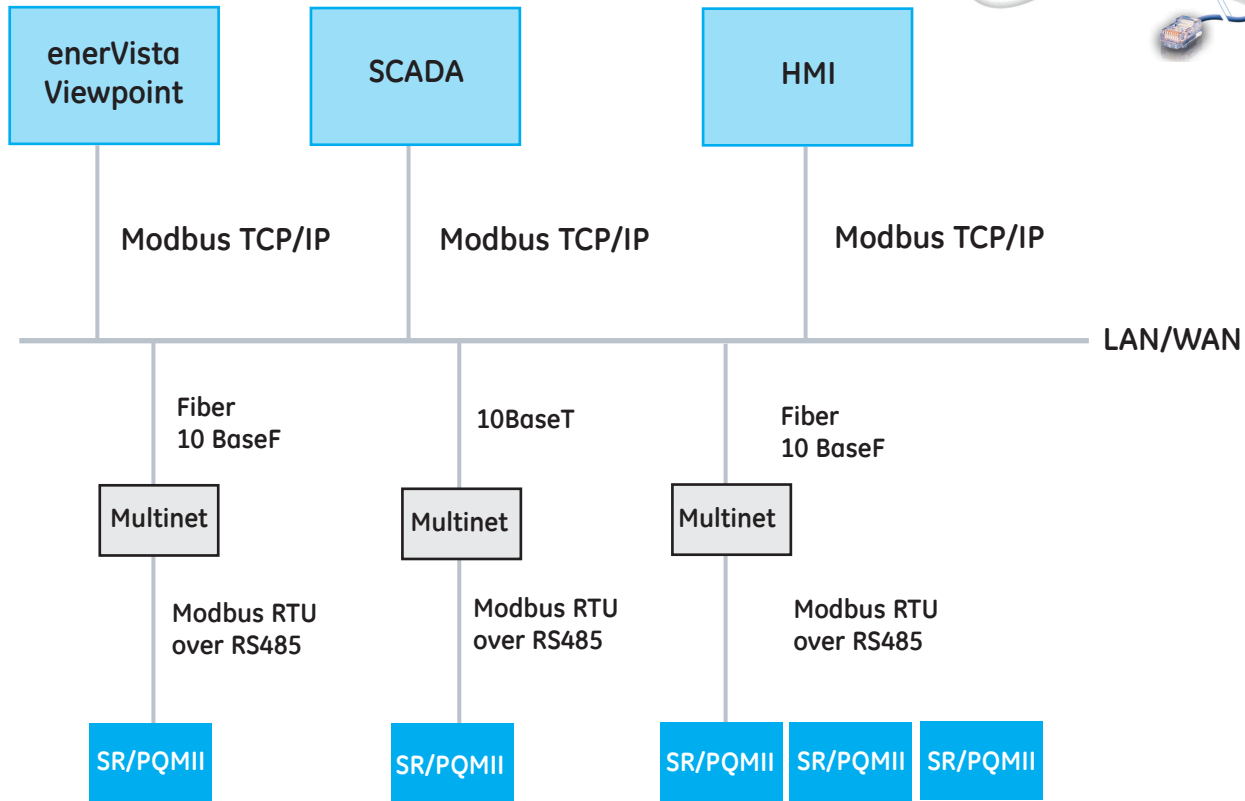 enerVista
Viewpoint
SCADA
HMI
Modbus TCP/IP
Modbus TCP/IP
Modbus TCP/IP
LAN/WAN
Fiber
10 BaseF
10BaseT
Fiber
10 BaseF
Multinet
Multinet
Multinet
Modbus RTU
over RS485
Modbus RTU
over RS485
Modbus RTU
over RS485
SR/PQMII
SR/PQMII
SR/PQMII
SR/PQMII
SR/PQMII